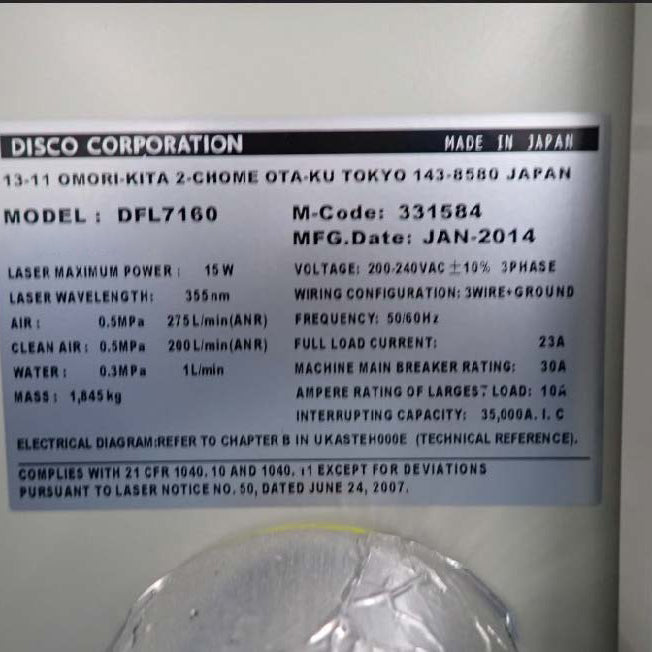 DISCO CORPORATION MADE IN JAPAN
13-11 OMORI-KITA 2-CHOME OTA-KU TOKYO 143-8580 JAPAN
MODEL : DFL7160
M-Code: 331584
MFG.Date: JAN-2014
LASER MAXIMUM POWER : 15W
LASER WAVELENGTH: 355nm
AIR : 0.5MPa 275L/min(ANR)
CLEAN AIR : 0.5MPa 290L/min(ANR)
WATER : 0.3MPa 1L/min
MASS : 1,845kg
VOLTAGE: 200-240VAC ±10% 3PHASE
WIRING CONFIGURATION: 3WIRE+GROUND
FREQUENCY: 50/60Hz
FULL LOAD CURRENT: 23A
MACHINE MAIN BREAKER RATING: 30A
AMPERE RATING OF LARGEST LOAD: 10A
INTERRUPTING CAPACITY: 35,000A.I.C
ELECTRICAL DIAGRAM:REFER TO CHAPTER B IN UKASTEH000E (TECHNICAL REFERENCE).
COMPLIES WITH 21 CFR 1040.10 AND 1040.11 EXCEPT FOR DEVIATIONS
PURSUANT TO LASER NOTICE NO. 50, DATED JUNE 24, 2007.